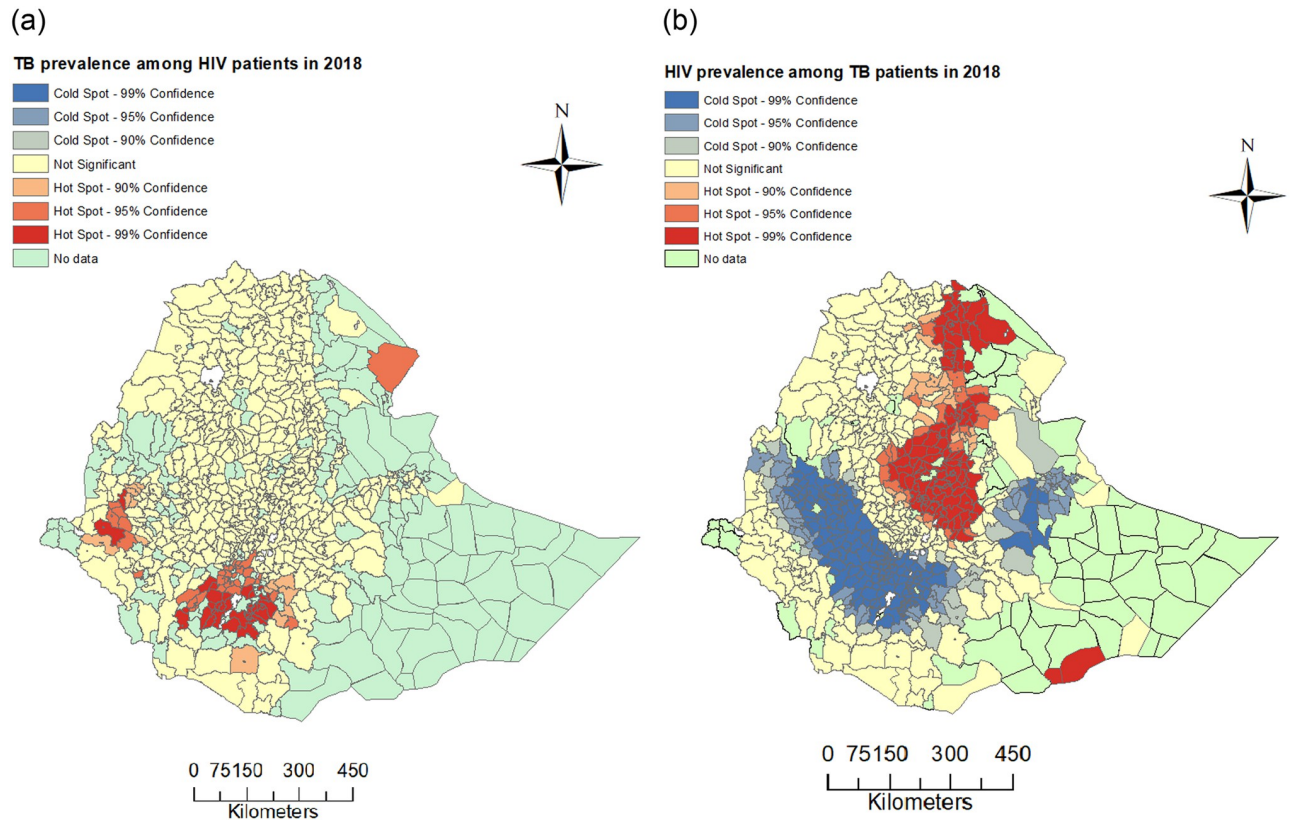 (a)
TB prevalence among HIV patients in 2018
Cold Spot - 99% Confidence
Cold Spot - 95% Confidence
Cold Spot - 90% Confidence
Not Significant
Hot Spot - 90% Confidence
Hot Spot - 95% Confidence
Hot Spot - 99% Confidence
No data
N
0 75 150 300 450
Kilometers
(b)
HIV prevalence among TB patients in 2018
Cold Spot - 99% Confidence
Cold Spot - 95% Confidence
Cold Spot - 90% Confidence
Not Significant
Hot Spot - 90% Confidence
Hot Spot - 95% Confidence
Hot Spot - 99% Confidence
No data
N
0 75 150 300 450
Kilometers